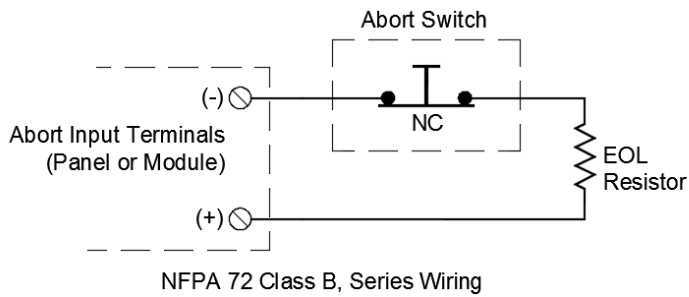 Abort Switch
(-)
NC
Abort Input Terminals
(Panel or Module)
EOL
Resistor
(+)
NFPA 72 Class B, Series Wiring